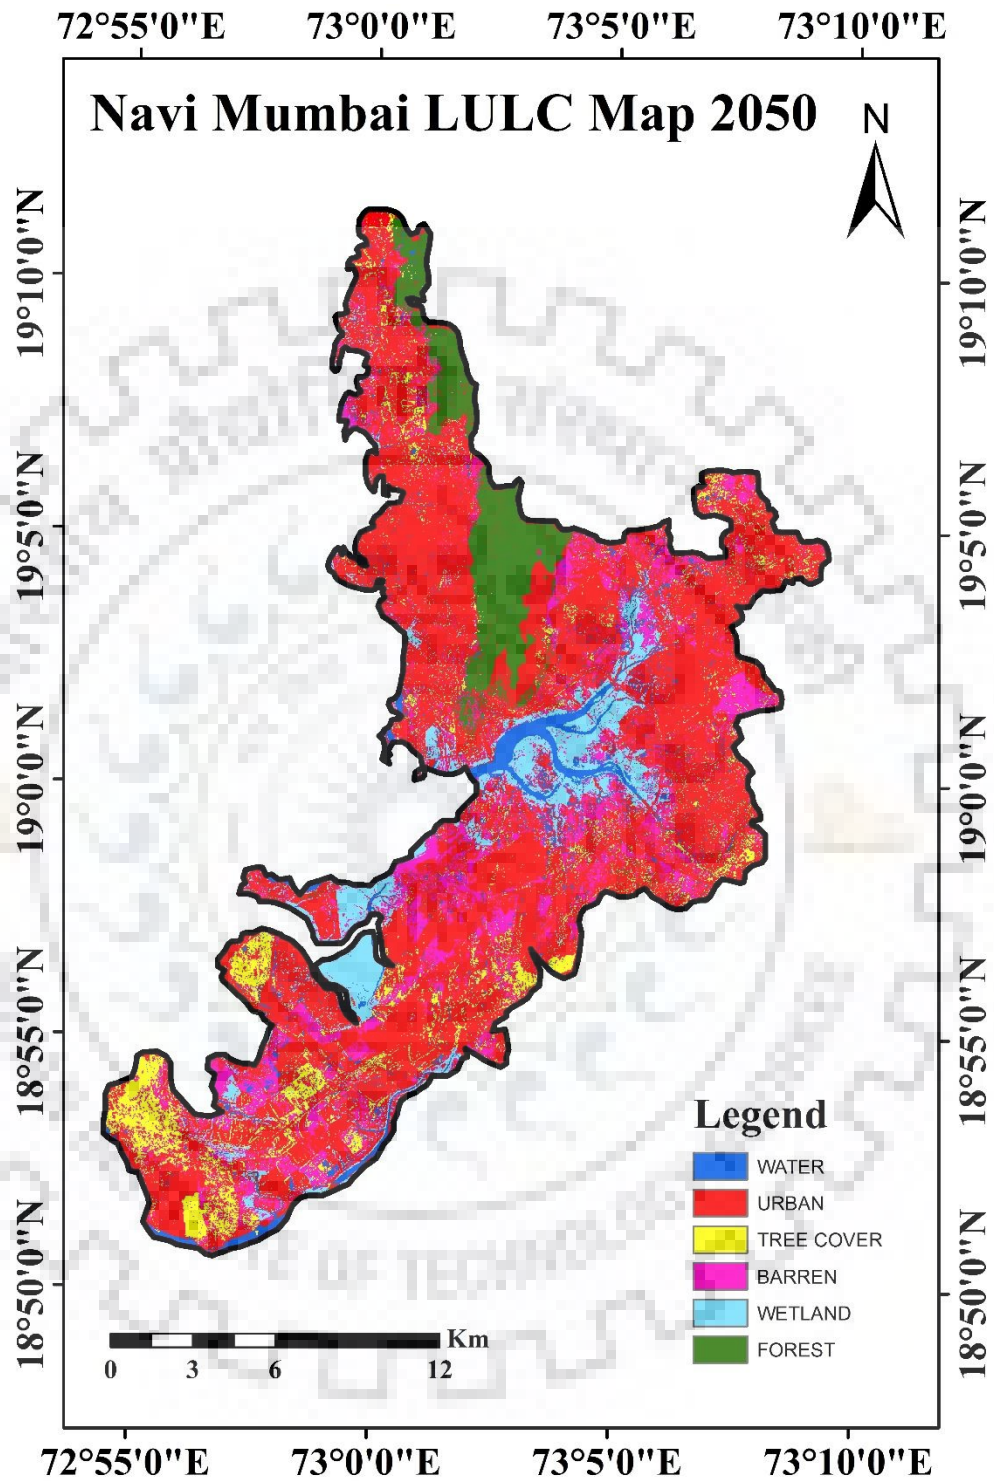 72°55'0"E 73°0'0"E 73°5'0"E 73°10'0"E
Navi Mumbai LULC Map 2050
N
19°10'0"N
19°5'0"N
19°0'0"N
18°55'0"N
18°50'0"N
19°10'0"N
19°5'0"N
19°0'0"N
18°55'0"N
18°50'0"N
Legend
WATER
URBAN
TREE COVER
BARREN
WETLAND
FOREST
Km
0 3 6 12
72°55'0"E 73°0'0"E 73°5'0"E 73°10'0"E
OF TECHNOLOGY